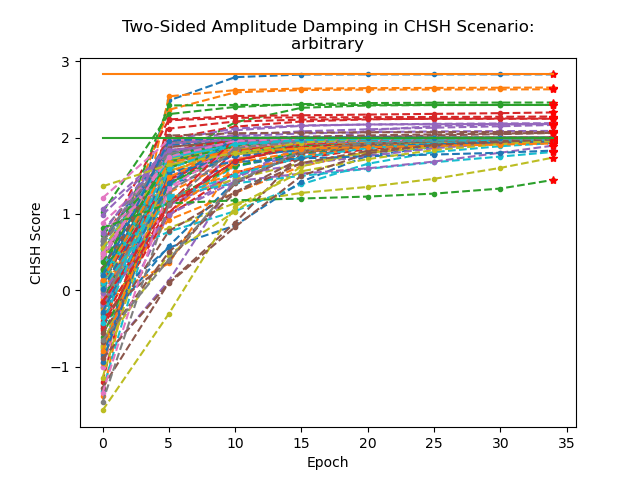 Two-Sided Amplitude Damping in CHSH Scenario:
arbitrary
3
2
1
0
−1
CHSH Score
0 5 10 15 20 25 30 35
Epoch